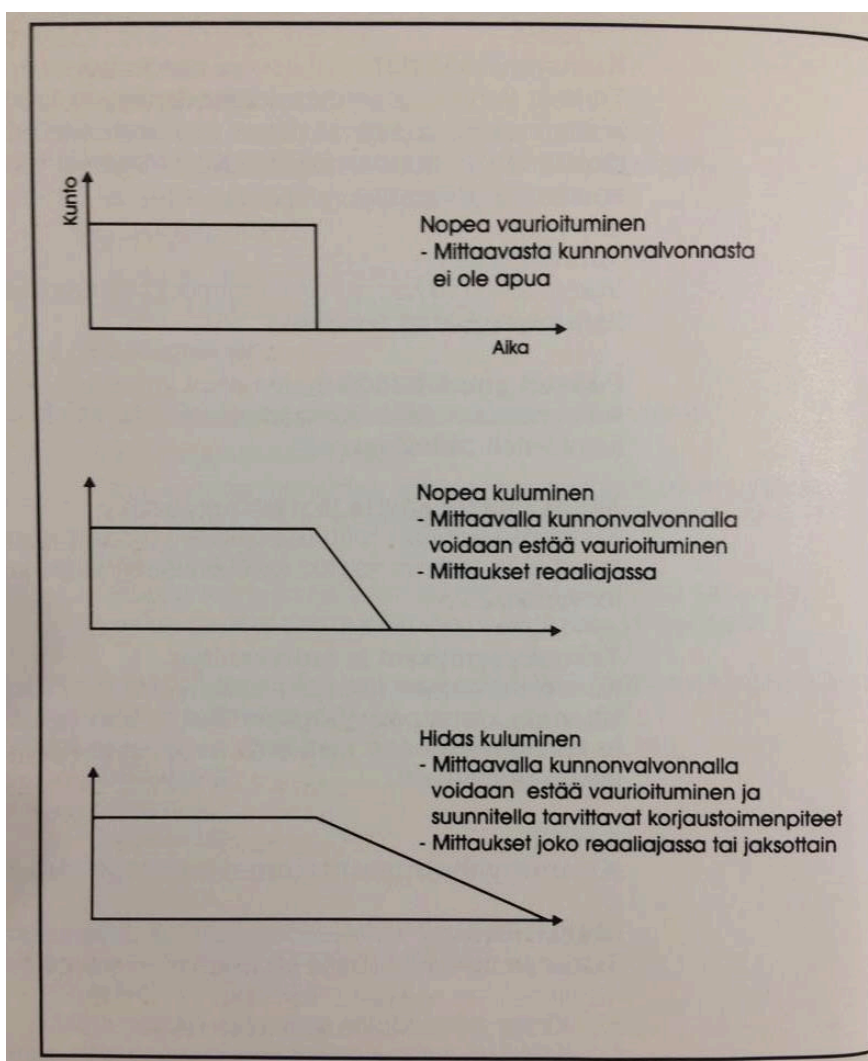 Kunto
Nopea vaurioituminen
- Mittaavasta kunnonvalvonnasta
ei ole apua
Aika
Nopea kuluminen
- Mittaavalla kunnonvalvonnalla
voidaan estää vaurioituminen
- Mittaukset reaaliajassa
Hidas kuluminen
- Mittaavalla kunnonvalvonnalla
voidaan estää vaurioituminen ja
suunnitella tarvittavat korjaustoimenpiteet
- Mittaukset joko reaaliajassa tai jaksottain